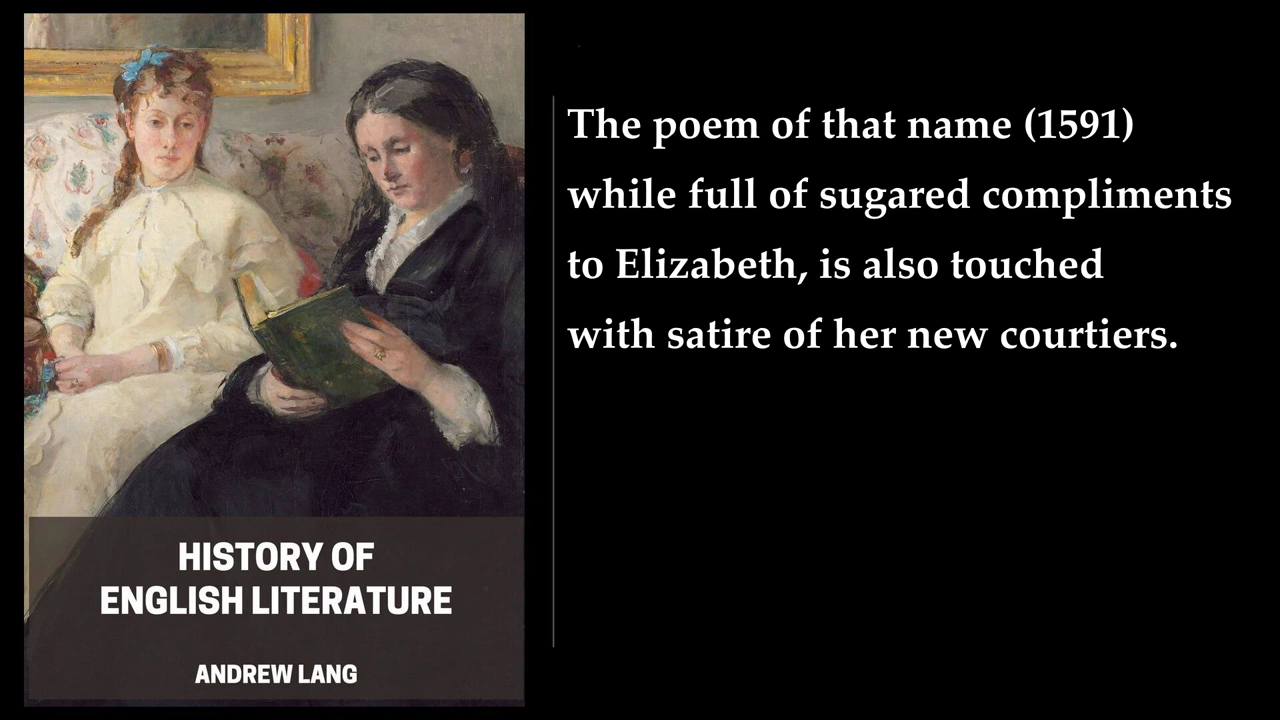 The poem of that name (1591)
while full of sugared compliments
to Elizabeth, is also touched
with satire of her new courtiers.
HISTORY OF
ENGLISH LITERATURE
ANDREW LANG